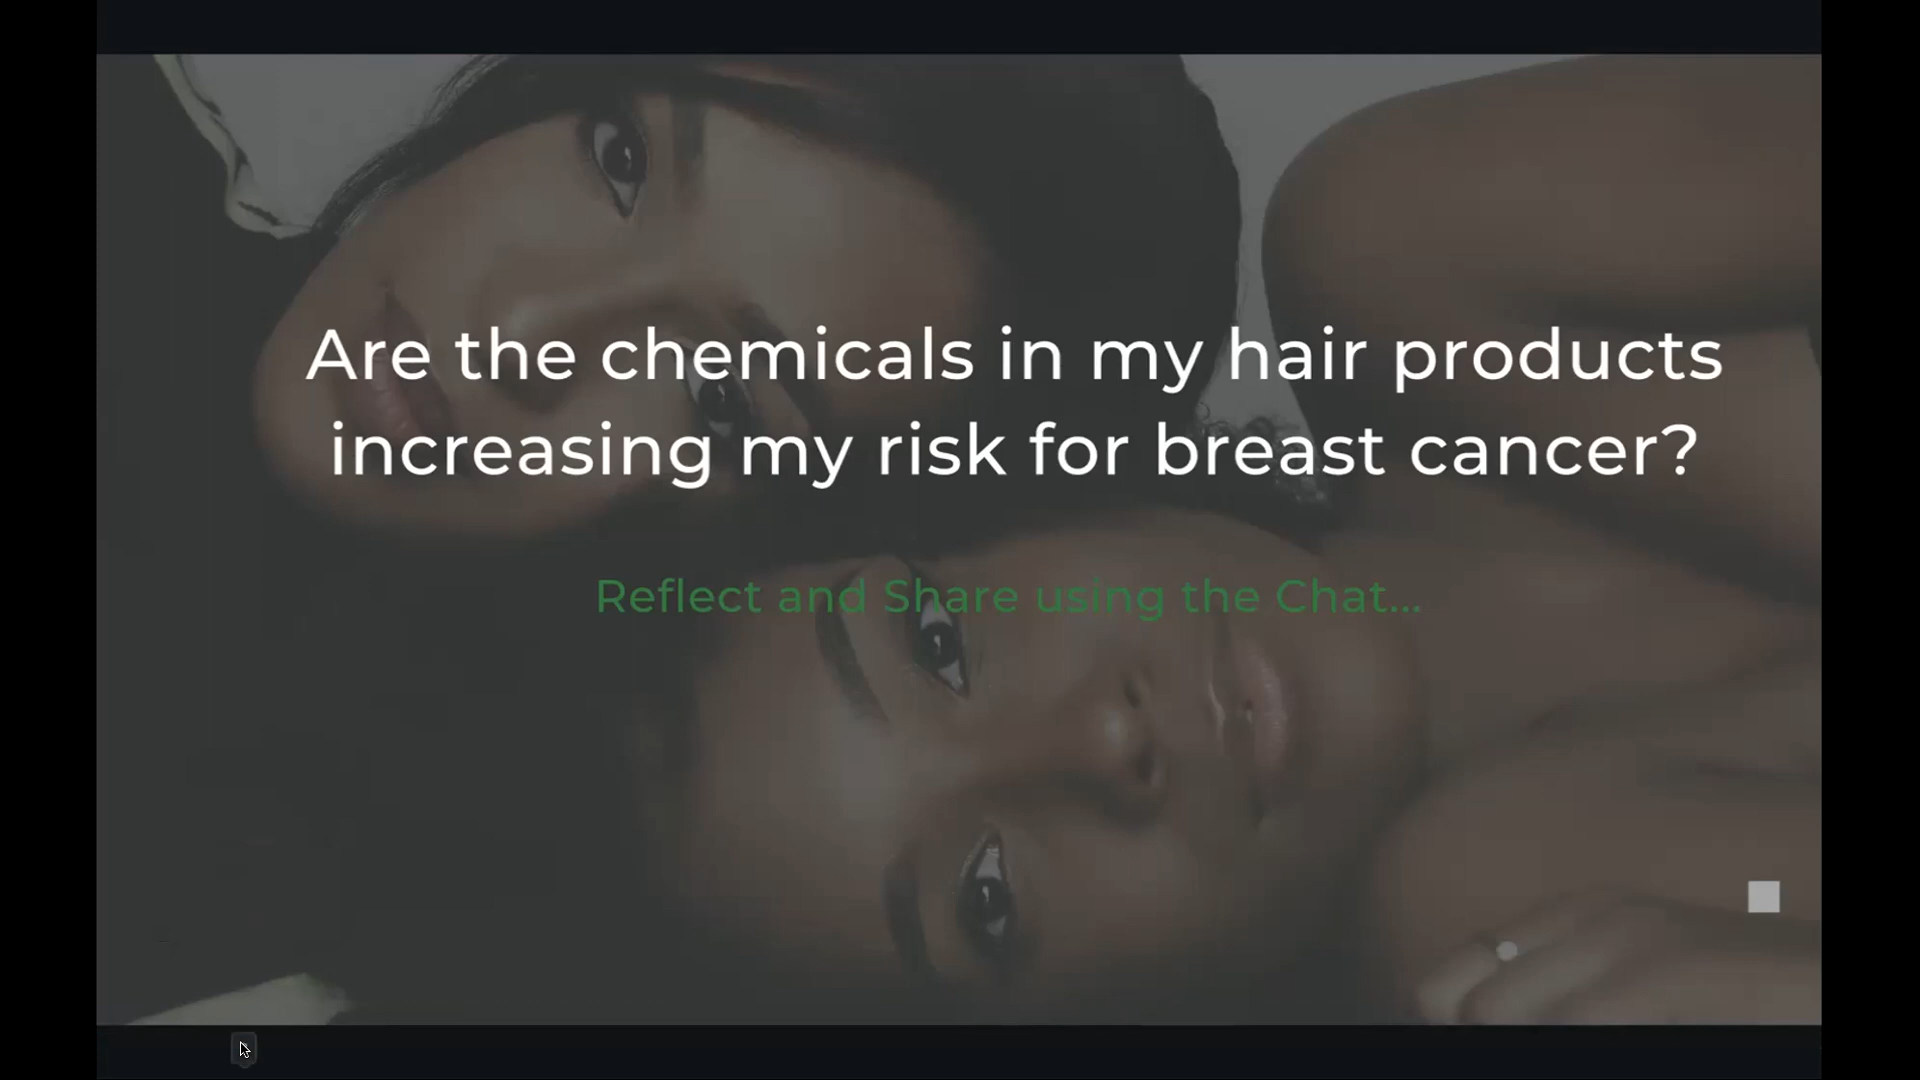 Are the chemicals in my hair products
increasing my risk for breast cancer?
Reflect and Share using the Chat...